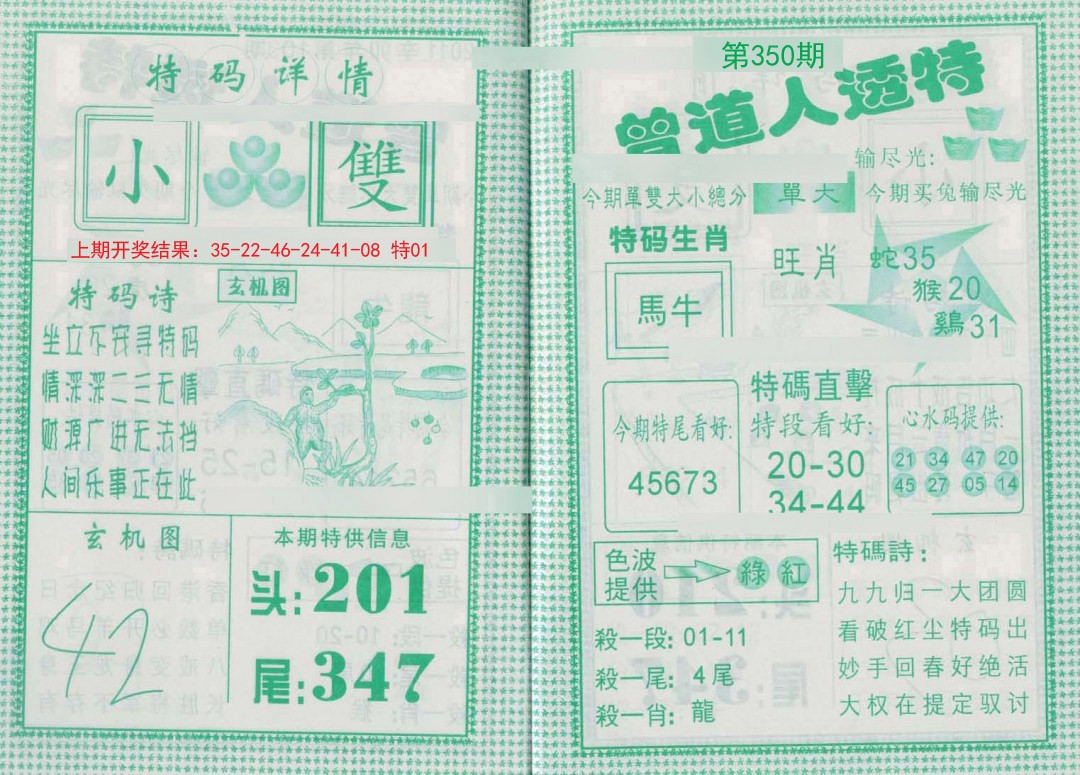 特码详情
小
雙
上期开奖结果：35-22-46-24-41-08 特01
特码诗
玄机图
坐立不安寻特码
情深深二三无情
财源广进无去挡
人间乐事正在此
玄机图
42
本期特供信息
头:201
尾:347
第350期
曾道人透特
输尽光:
今期买兔输尽光
今期單雙大小總分
單大
特码生肖
馬牛
旺肖
蛇35
猴20
鷄31
今期特尾看好:
45673
特碼直擊
特段看好:
20-30
34-44
心水码提供:
21 34 47 20
45 27 05 14
色波
提供
綠 紅
殺一段: 01-11
殺一尾: 4尾
殺一肖: 龍
特碼詩:
九九归一大团圆
看破红尘特码出
妙手回春好绝活
大权在提定驭讨